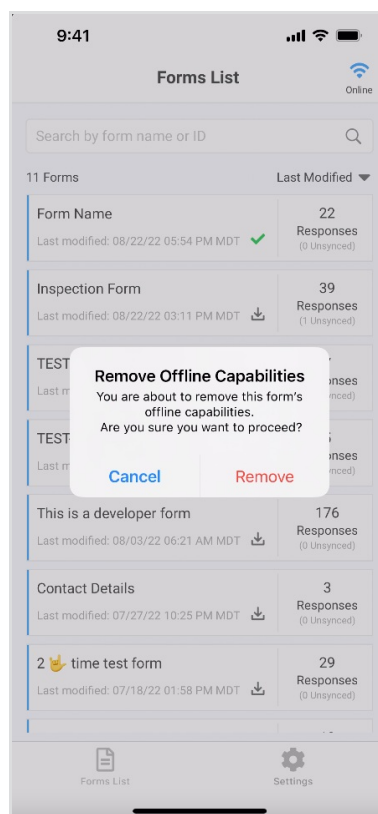 9:41
Forms List
Online
Search by form name or ID
11 Forms
Last Modified
Form Name
22
Responses
Last modified: 08/22/22 05:54 PM MDT
(0 Unsynced)
Inspection Form
39
Responses
Last modified: 08/22/22 03:11 PM MDT
(1 Unsynced)
TEST
Last
Remove Offline Capabilities
You are about to remove this form's
offline capabilities.
Are you sure you want to proceed?
Cancel
Remove
TEST
Last
This is a developer form
176
Responses
Last modified: 08/03/22 06:21 AM MDT
(0 Unsynced)
Contact Details
3
Responses
Last modified: 07/27/22 10:25 PM MDT
(0 Unsynced)
2 🤟 time test form
29
Responses
Last modified: 07/18/22 01:58 PM MDT
(0 Unsynced)
Forms List
Settings